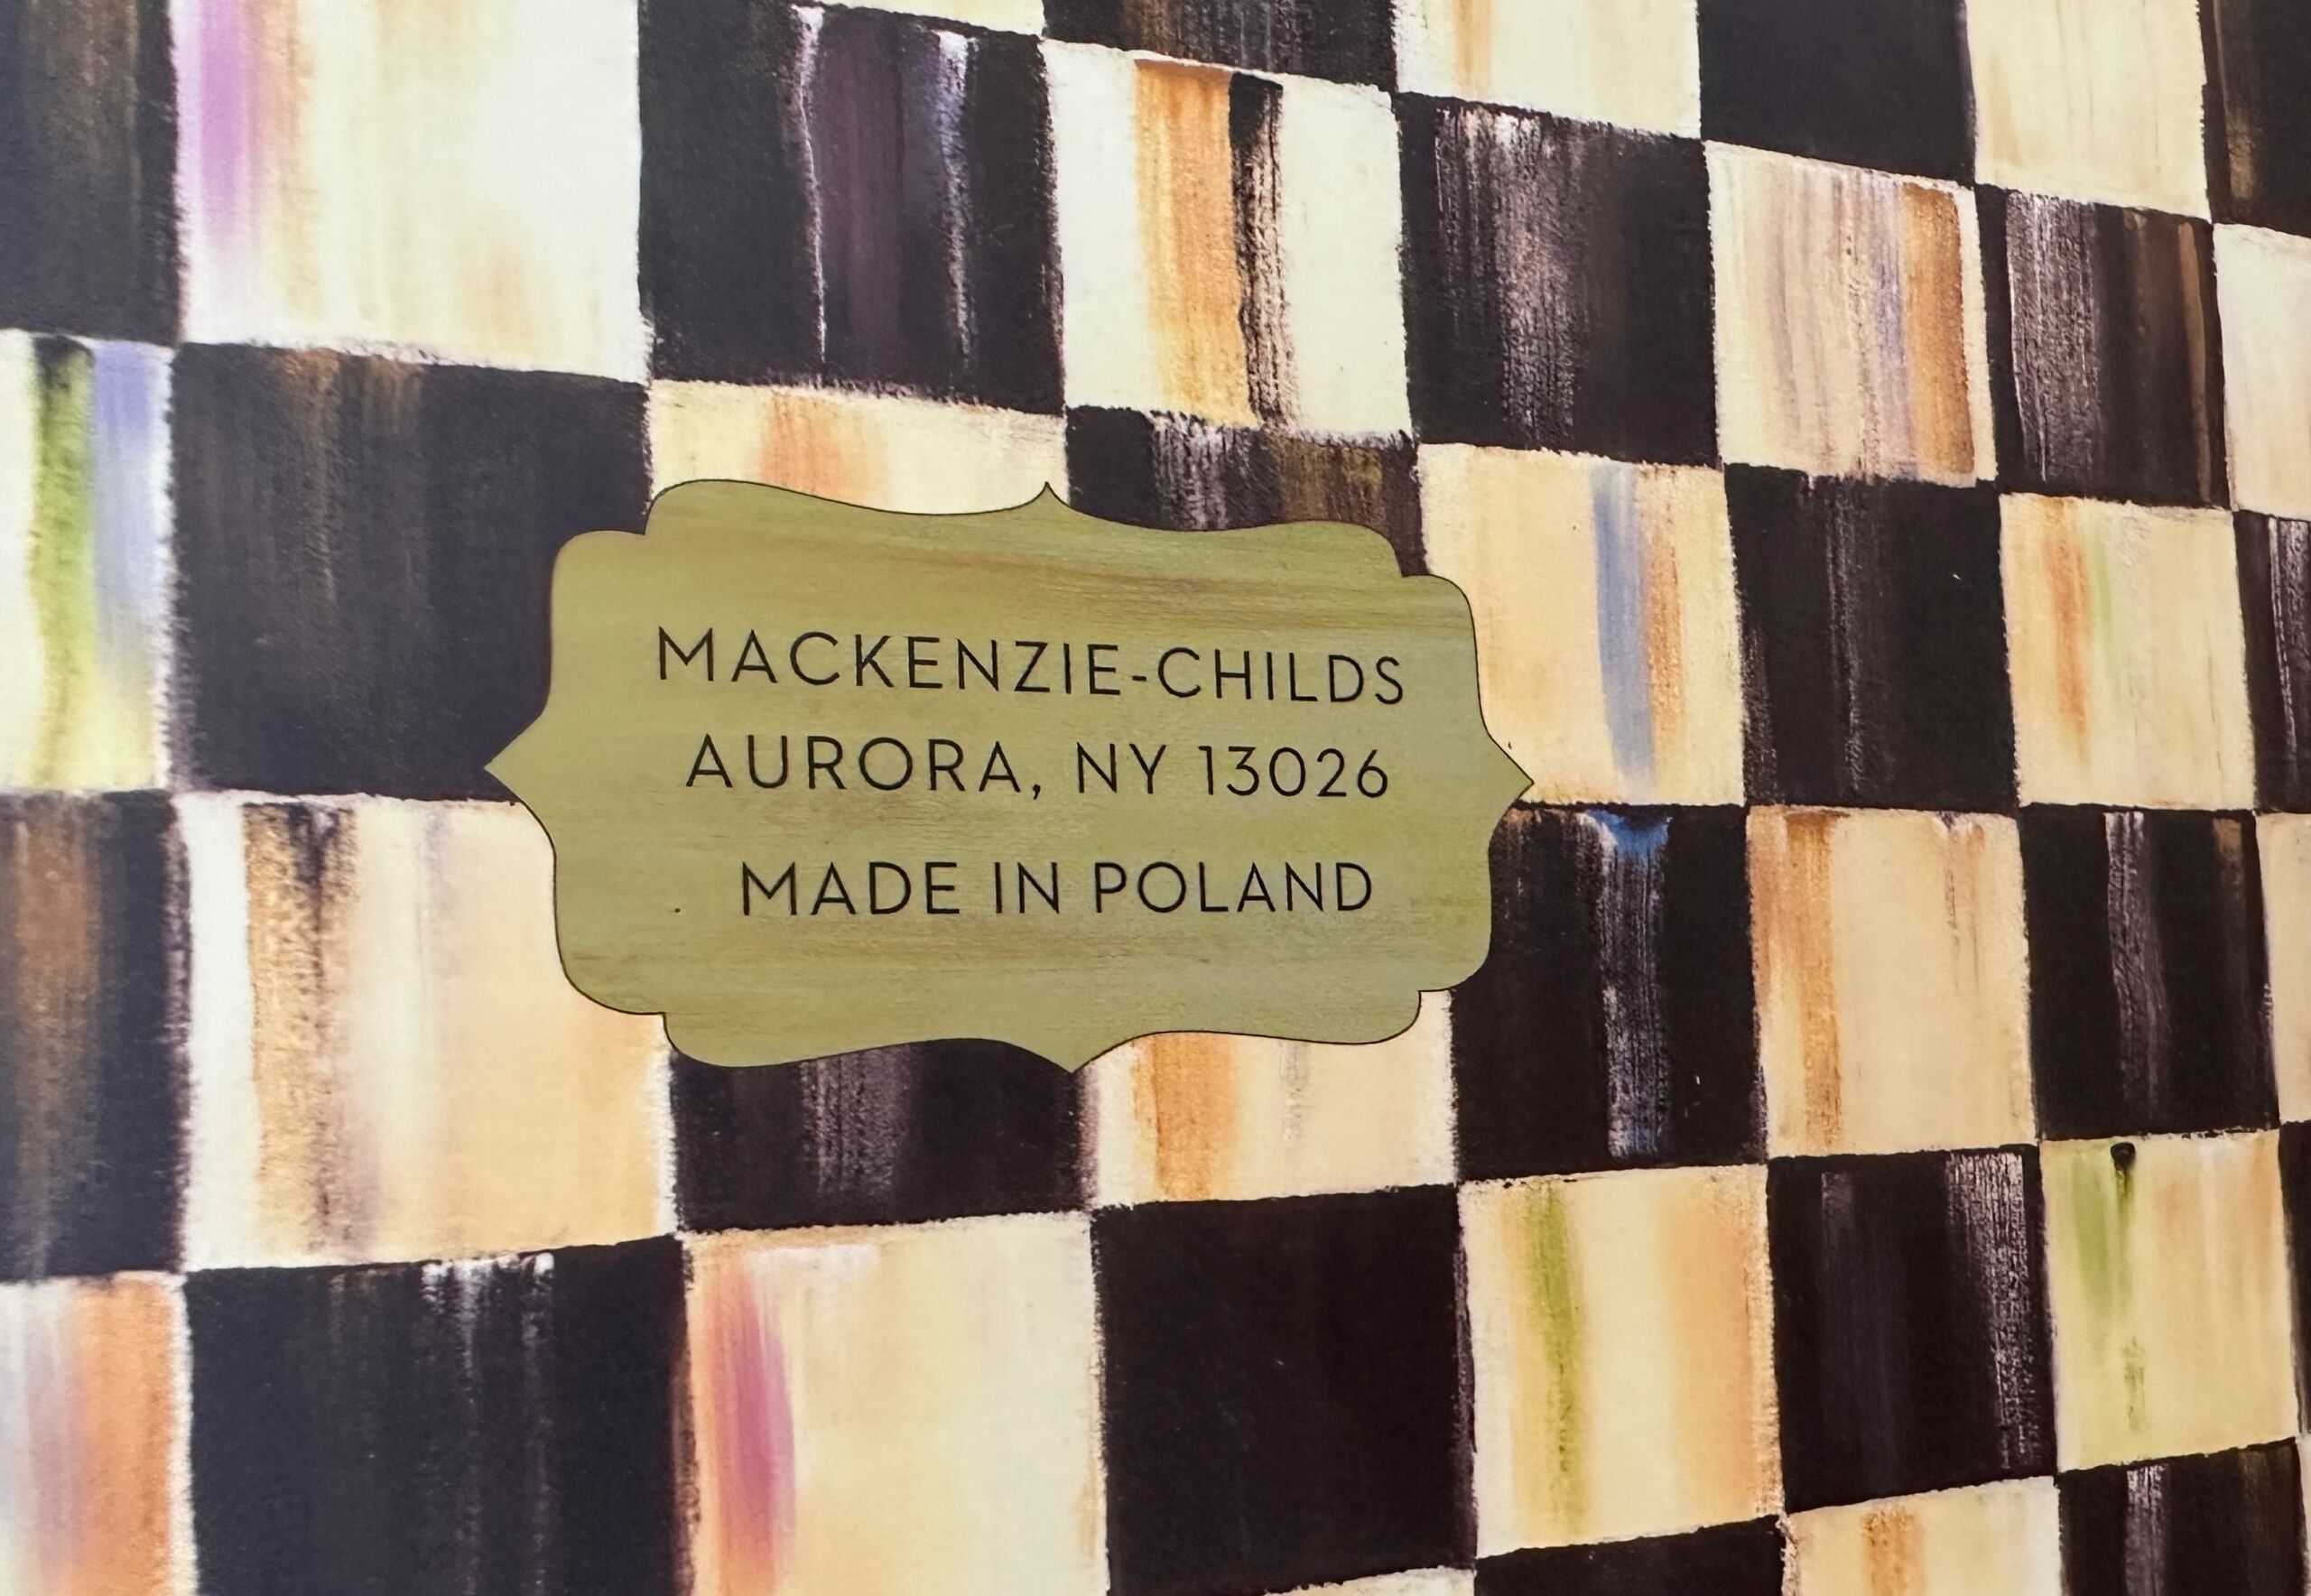 MACKENZIE-CHILDS
AURORA, NY 13026
MADE IN POLAND